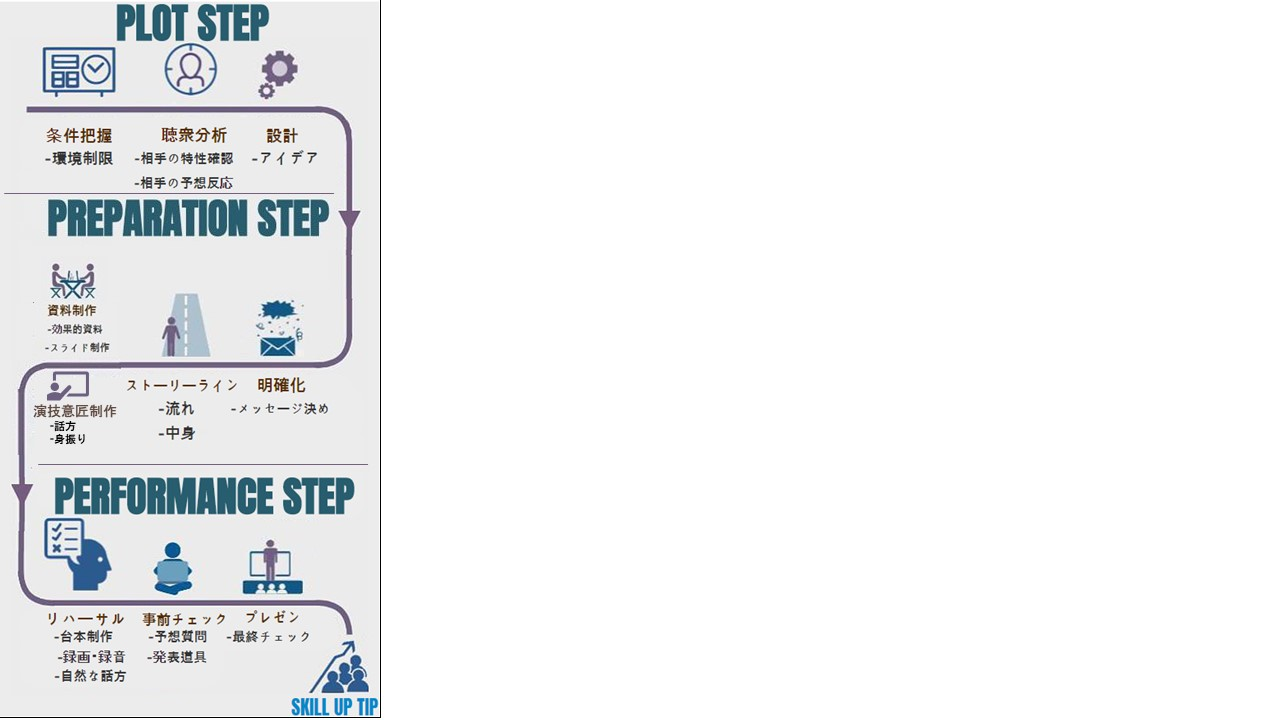 PLOT STEP
条件把握
-環境制限
聴衆分析
-相手の特性確認
-相手の予想反応
設計
-アイデア
PREPARATION STEP
資料制作
-効果的資料
-スライド制作
演技意匠制作
-話方
-身振り
ストーリーライン
-流れ
-中身
明確化
-メッセージ決め
PERFORMANCE STEP
リハーサル
-台本制作
-録画・録音
-自然な話方
事前チェック
-予想質問
-発表道具
プレゼン
-最終チェック
SKILL UP TIP